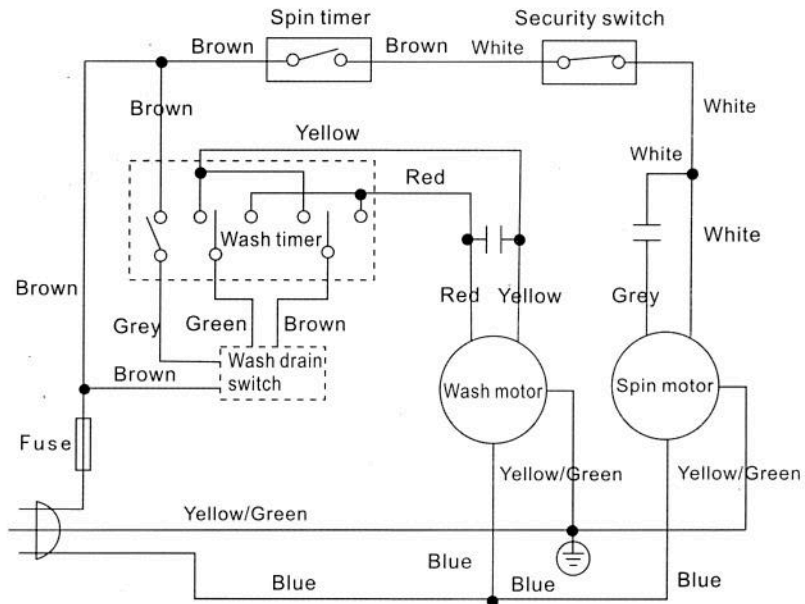 Spin timer
Security switch
Brown
Brown
White
Brown
White
Yellow
White
Red
Wash timer
White
Brown
Red
Yellow
Grey
Grey
Green
Brown
Wash drain
switch
Brown
Wash motor
Spin motor
Fuse
Yellow/Green
Yellow/Green
Yellow/Green
Blue
Blue
Blue
Blue